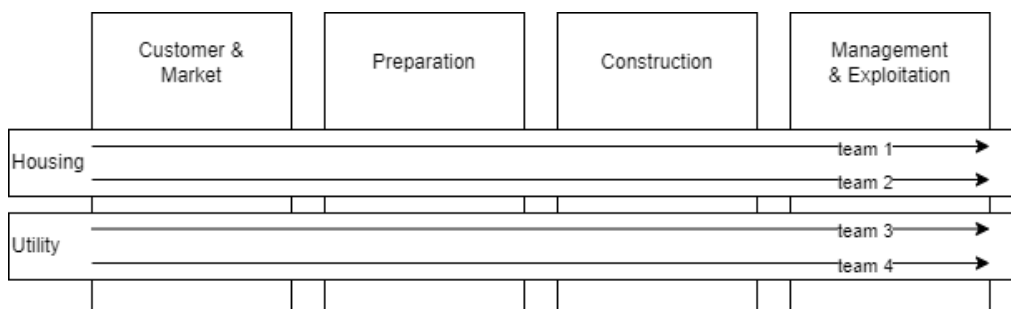 Customer &
Market
Preparation
Construction
Management
& Exploitation
Housing
team 1
team 2
Utility
team 3
team 4